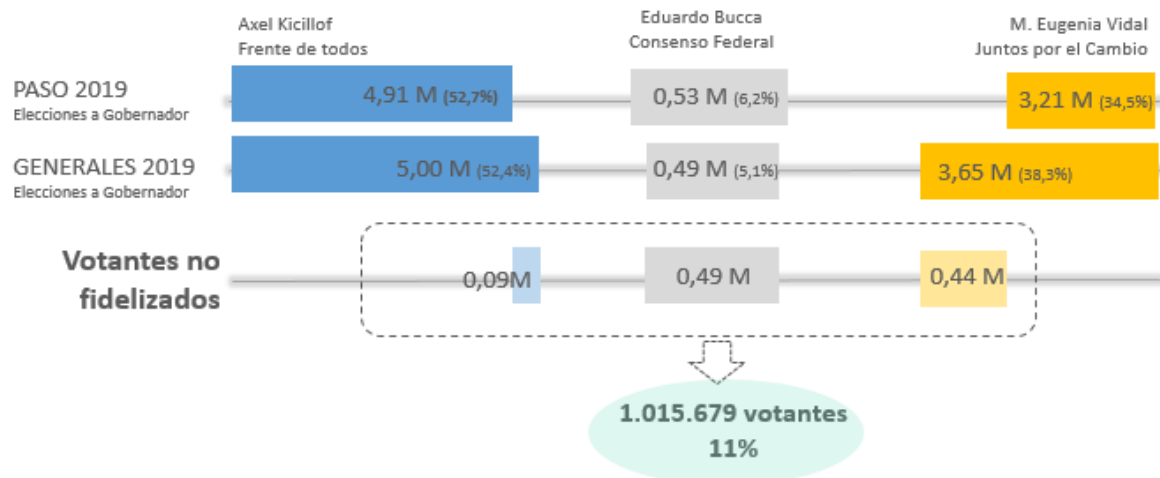 Axel Kicillof
Frente de todos
Eduardo Bucca
Consenso Federal
M. Eugenia Vidal
Juntos por el Cambio
PASO 2019
Elecciones a Gobernador
4,91 M (52,7%)
0,53 M (6,2%)
3,21 M (34,5%)
GENERALES 2019
Elecciones a Gobernador
5,00 M (52,4%)
0,49 M (5,1%)
3,65 M (38,3%)
Votantes no
fidelizados
0,09M
0,49 M
0,44 M
1.015.679 votantes
11%